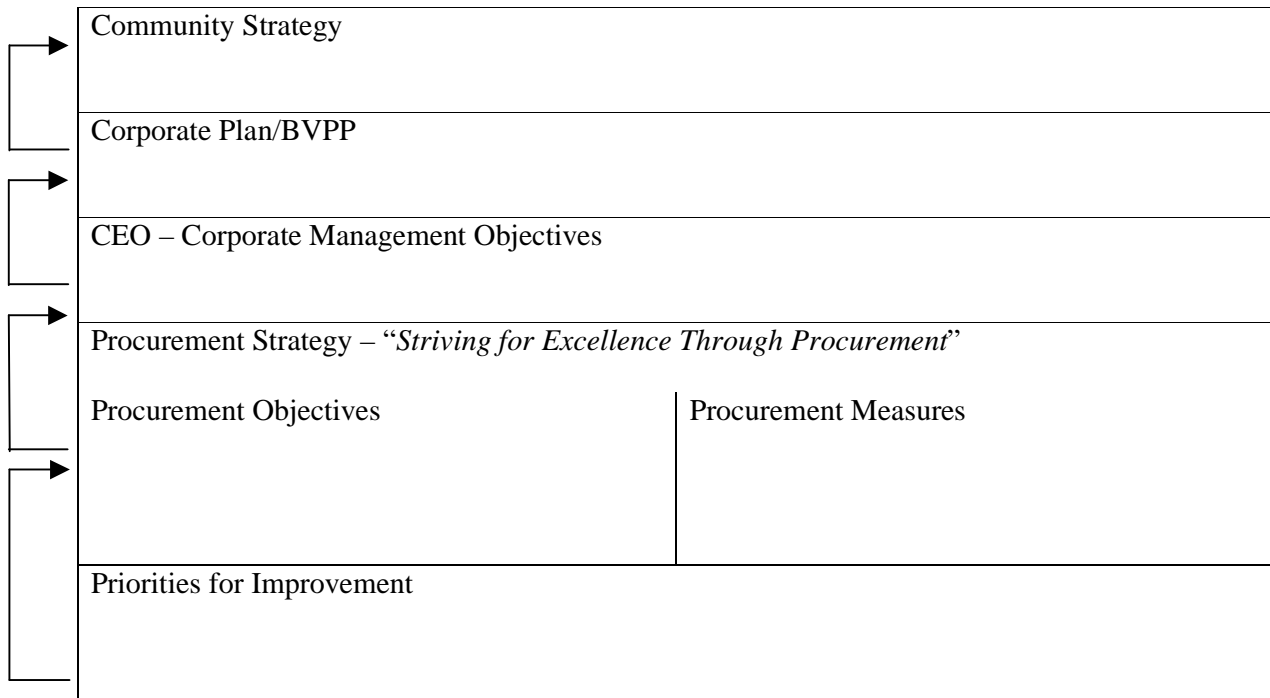 Community Strategy
Corporate Plan/BVPP
CEO – Corporate Management Objectives
Procurement Strategy – “Striving for Excellence Through Procurement”
Procurement Objectives
Procurement Measures
Priorities for Improvement